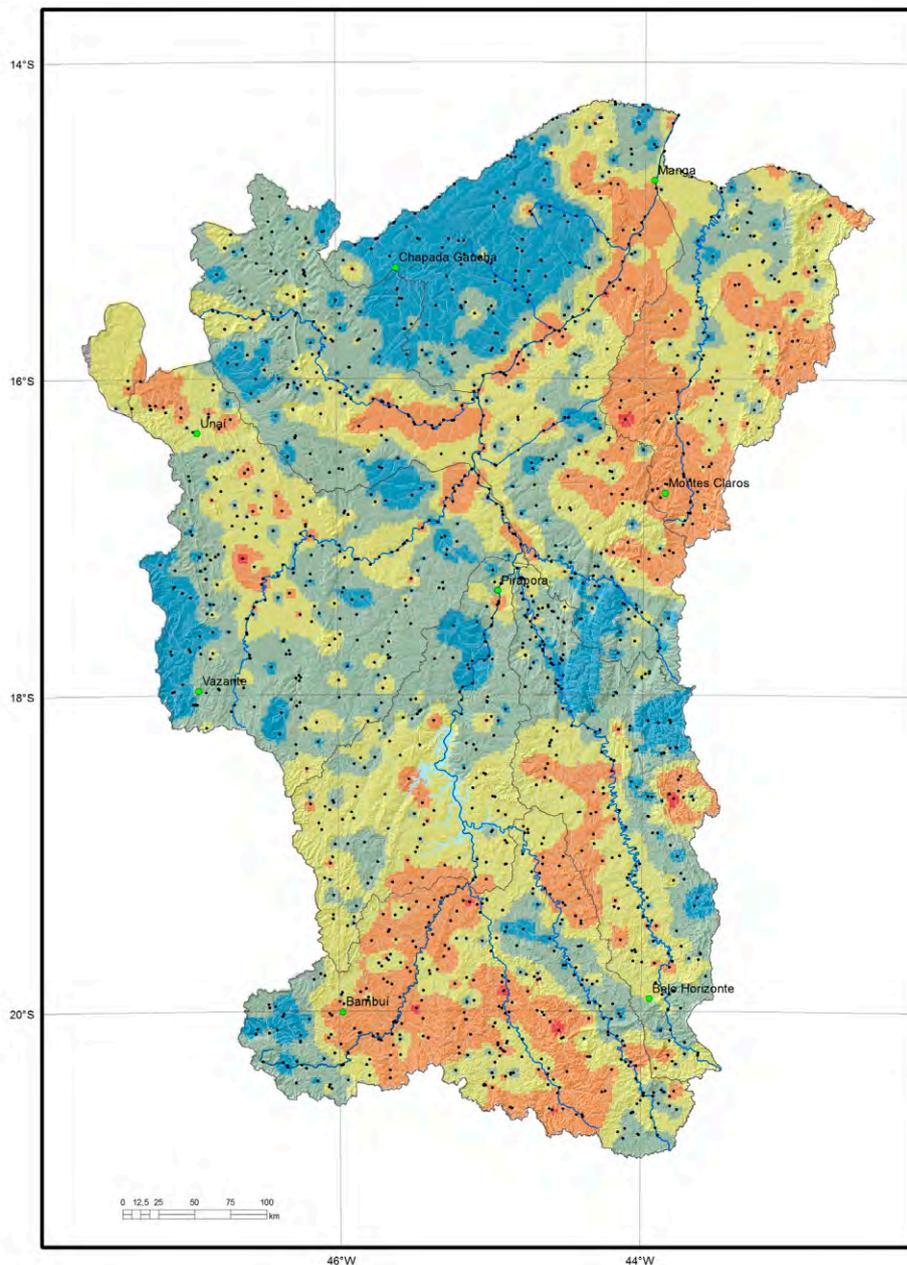 14°S
Manga
Chapada Gaúcha
16°S
Unaí
Montes Claros
Pirapora
18°S
Vazante
Belo Horizonte
20°S
Bambuí
0 12,5 25 50 75 100
km
46°W 44°W